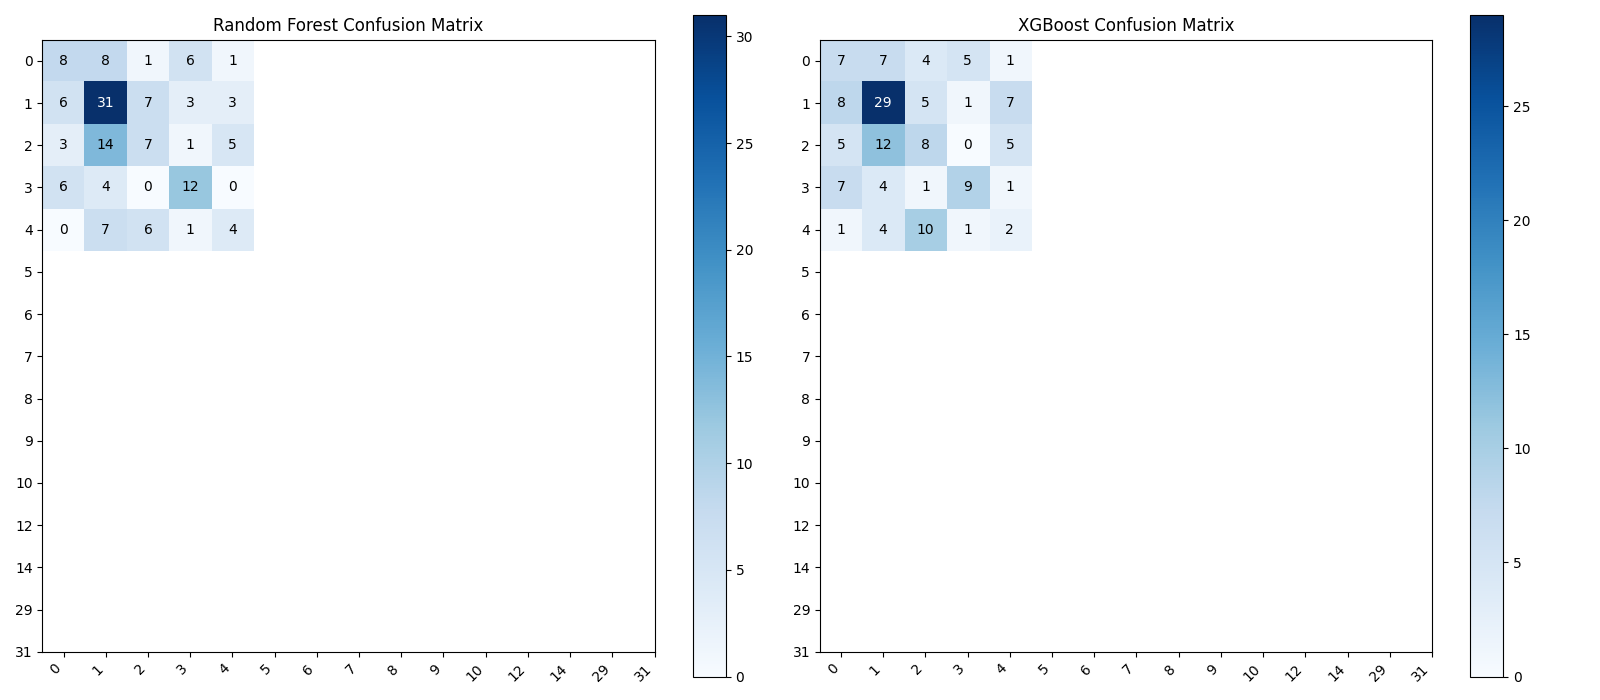 Random Forest Confusion Matrix
0 8 8 1 6 1
1 6 31 7 3 3
2 3 14 7 1 5
3 6 4 0 12 0
4 0 7 6 1 4
5
6
7
8
9
10
12
14
29
31
0 1 2 3 4 5 6 7 8 9 10 12 14 29 31
30
25
20
15
10
5
0
XGBoost Confusion Matrix
0 7 7 4 5 1
1 8 29 5 1 7
2 5 12 8 0 5
3 7 4 1 9 1
4 1 4 10 1 2
5
6
7
8
9
10
12
14
29
31
0 1 2 3 4 5 6 7 8 9 10 12 14 29 31
25
20
15
10
5
0